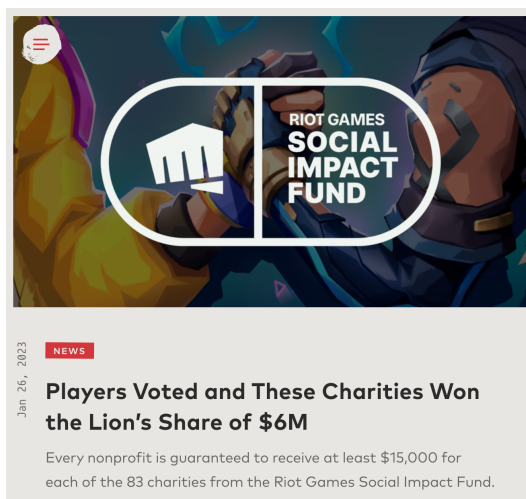 RIOT GAMES
SOCIAL
IMPACT
FUND
Jan 26, 2023
NEWS
Players Voted and These Charities Won
the Lion’s Share of $6M
Every nonprofit is guaranteed to receive at least $15,000 for
each of the 83 charities from the Riot Games Social Impact Fund.